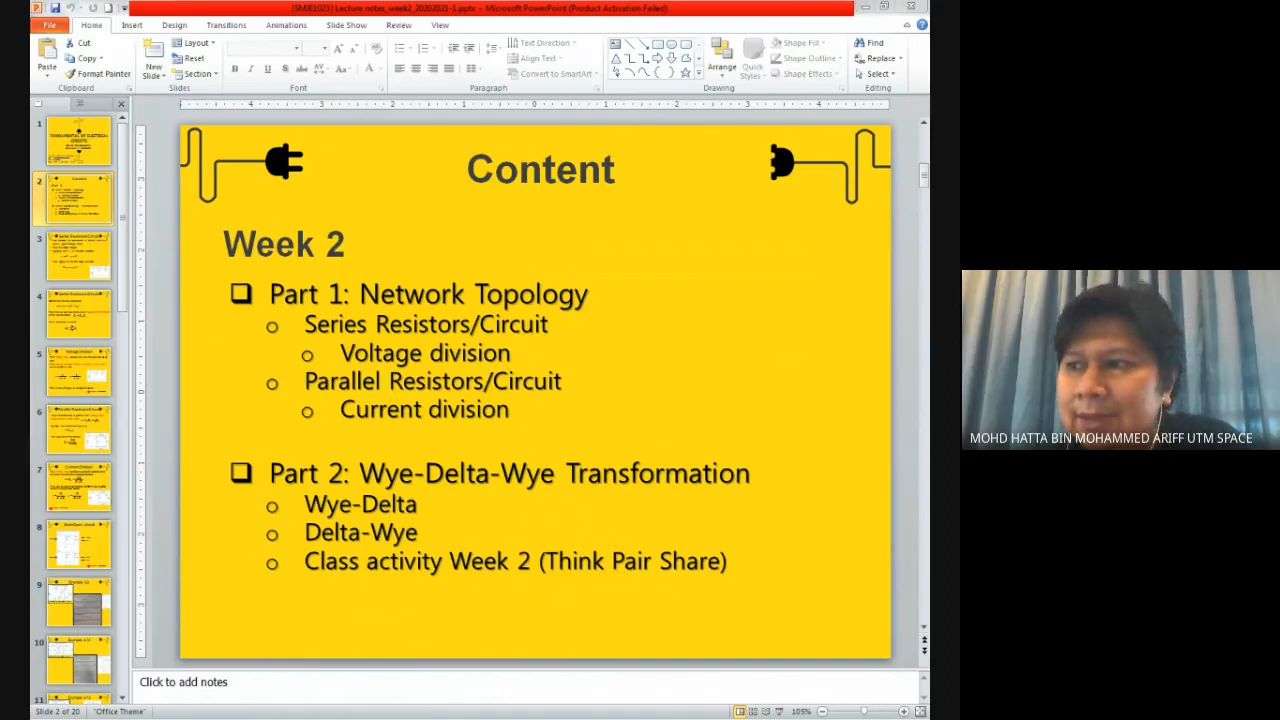 [SMJE1023] Lecture notes_week2_20202021-1.pptx - Microsoft PowerPoint (Product Activation Failed)
File Home Insert Design Transitions Animations Slide Show Review View
Paste
Cut
Copy
Format Painter
Clipboard
New Slide
Layout
Reset
Section
Slides
Font
Text Direction
Align Text
Convert to SmartArt
Paragraph
Arrange
Quick Styles
Shape Fill
Shape Outline
Shape Effects
Drawing
Find
Replace
Select
Editing
Content
Week 2
Part 1: Network Topology
Series Resistors/Circuit
Voltage division
Parallel Resistors/Circuit
Current division
Part 2: Wye-Delta-Wye Transformation
Wye-Delta
Delta-Wye
Class activity Week 2 (Think Pair Share)
Click to add notes
Slide 2 of 20 "Office Theme" 105%
MOHD HATTA BIN MOHAMMED ARIFF UTM SPACE